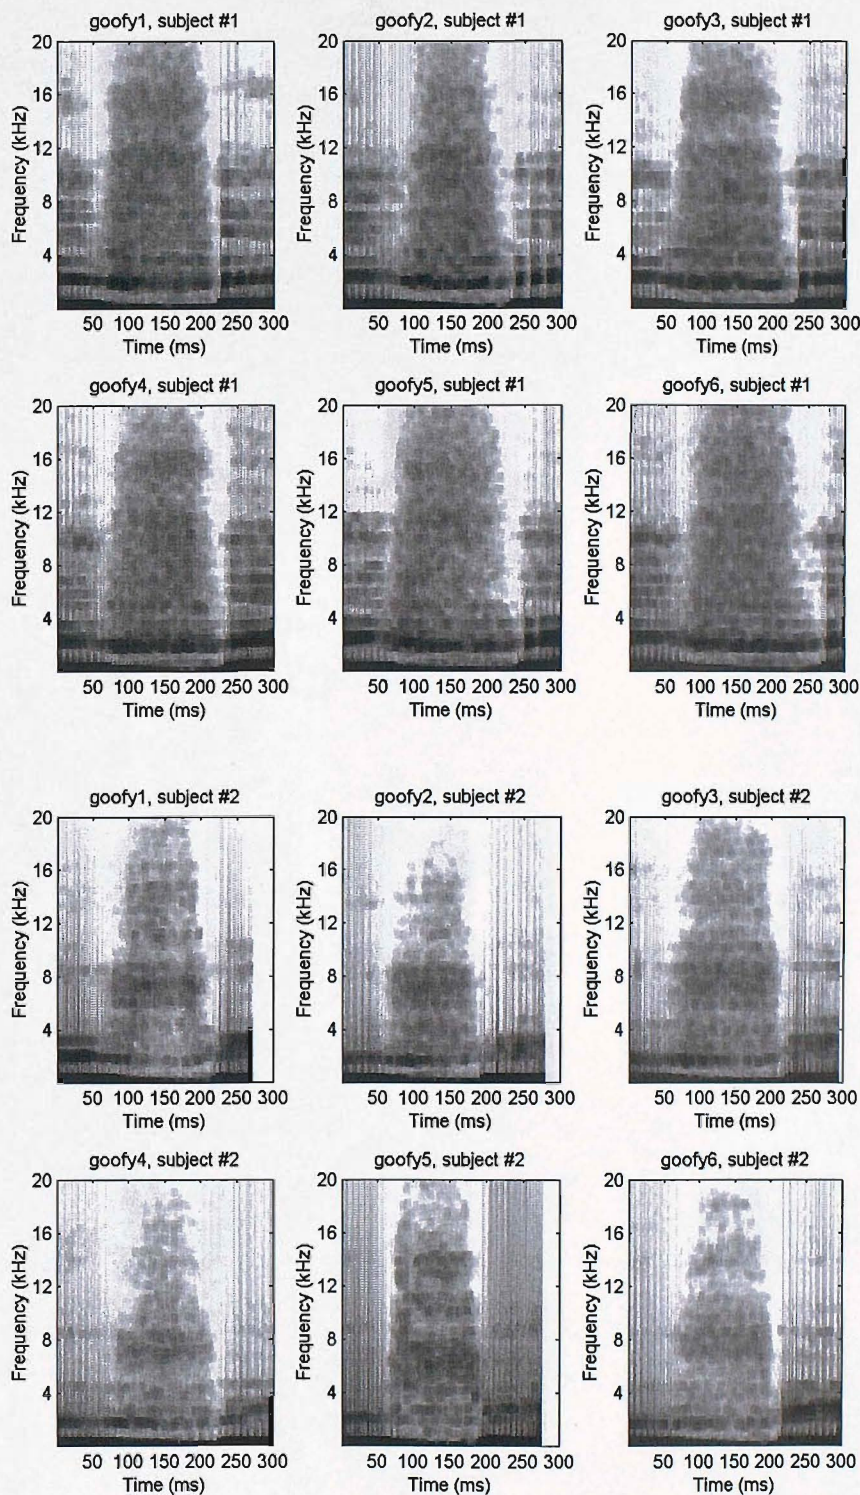 goofy1, subject #1 goofy2, subject #1 goofy3, subject #1
20 20 20
16 16 16
12 12 12
8 8 8
4 4 4
Frequency (kHz) Frequency (kHz) Frequency (kHz)
50 100 150 200 250 300 50 100 150 200 250 300 50 100 150 200 250 300
Time (ms) Time (ms) Time (ms)
goofy4, subject #1 goofy5, subject #1 goofy6, subject #1
20 20 20
16 16 16
12 12 12
8 8 8
4 4 4
Frequency (kHz) Frequency (kHz) Frequency (kHz)
50 100 150 200 250 300 50 100 150 200 250 300 50 100 150 200 250 300
Time (ms) Time (ms) Time (ms)
goofy1, subject #2 goofy2, subject #2 goofy3, subject #2
20 20 20
16 16 16
12 12 12
8 8 8
4 4 4
Frequency (kHz) Frequency (kHz) Frequency (kHz)
50 100 150 200 250 300 50 100 150 200 250 300 50 100 150 200 250 300
Time (ms) Time (ms) Time (ms)
goofy4, subject #2 goofy5, subject #2 goofy6, subject #2
20 20 20
16 16 16
12 12 12
8 8 8
4 4 4
Frequency (kHz) Frequency (kHz) Frequency (kHz)
50 100 150 200 250 300 50 100 150 200 250 300 50 100 150 200 250 300
Time (ms) Time (ms) Time (ms)